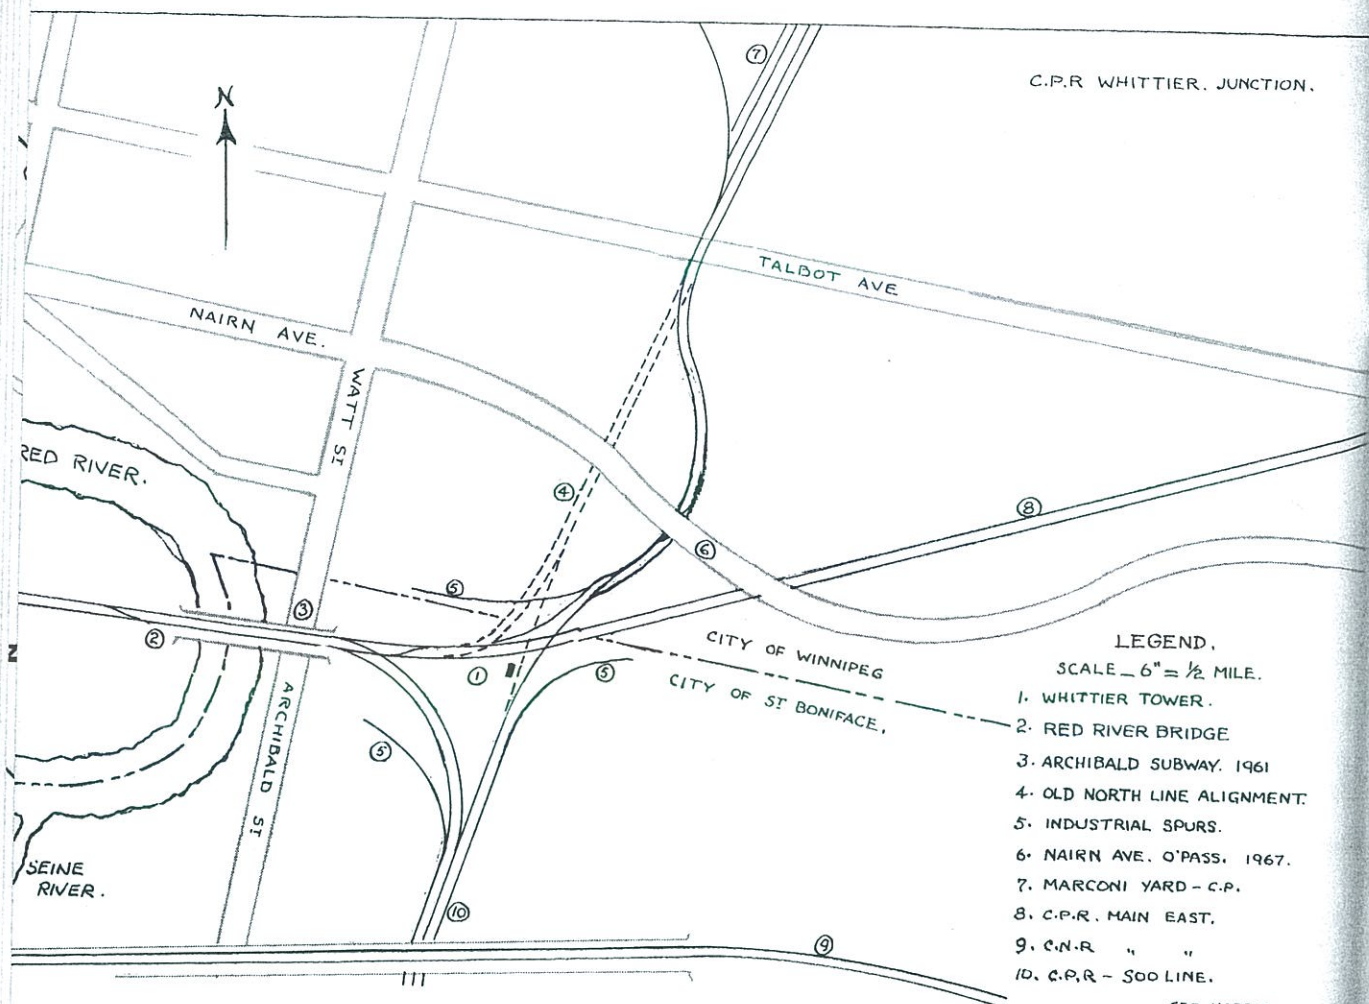 C.P.R WHITTIER. JUNCTION.
N
7
TALBOT AVE
NAIRN AVE.
WATT ST
RED RIVER.
4
8
6
5
3
2
N
1
5
CITY OF WINNIPEG
CITY OF ST BONIFACE,
ARCHIBALD ST
5
SEINE
RIVER.
10
9
LEGEND.
SCALE_6"=½ MILE.
1. WHITTIER TOWER.
2. RED RIVER BRIDGE
3. ARCHIBALD SUBWAY. 1961
4. OLD NORTH LINE ALIGNMENT.
5. INDUSTRIAL SPURS.
6. NAIRN AVE. O'PASS. 1967.
7. MARCONI YARD-C.P.
8. C.P.R. MAIN EAST.
9. C.N.R " "
10. C.P.R - SOO LINE.